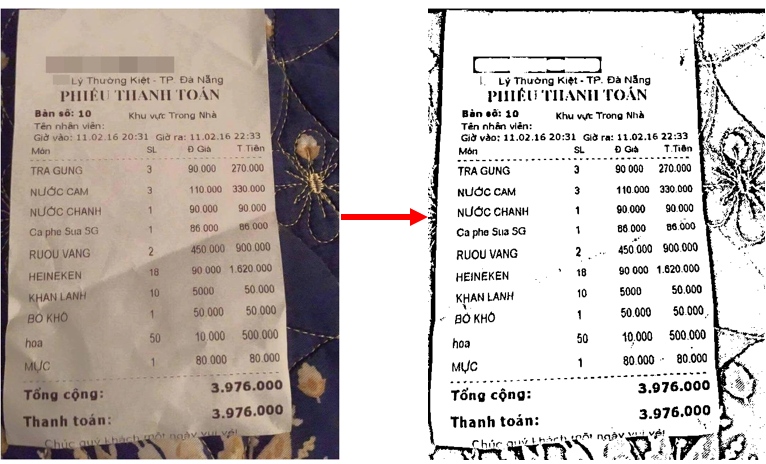 Lý Thường Kiệt - TP. Đà Nẵng
PHIẾU THANH TOÁN
Bàn số: 10 Khu vực Trong Nhà
Tên nhân viên:
Giờ vào: 11.02.16 20:31 Giờ ra: 11.02.16 22:33
Món SL Đ Giá T.Tiền
TRA GUNG 3 90.000 270.000
NƯỚC CAM 3 110.000 330.000
NƯỚC CHANH 1 90.000 90.000
Ca phe Sua SG 1 86.000 86.000
RUOU VANG 2 450.000 900.000
HEINEKEN 18 90.000 1.620.000
KHAN LANH 10 5000 50.000
BÒ KHÔ 1 50.000 50.000
hoa 50 10.000 500.000
MỰC 1 80.000 80.000
Tổng cộng: 3.976.000
Thanh toán: 3.976.000
Chúc quý khách một ngày vui vẻ!
Lý Thường Kiệt - TP. Đà Nẵng
PHIẾU THANH TOÁN
Bàn số: 10 Khu vực Trong Nhà
Tên nhân viên:
Giờ vào: 11.02.16 20:31 Giờ ra: 11.02.16 22:33
Món SL Đ Giá T.Tiền
TRA GUNG 3 90.000 270.000
NƯỚC CAM 3 110.000 330.000
NƯỚC CHANH 1 90.000 90.000
Ca phe Sua SG 1 86.000 86.000
RUOU VANG 2 450.000 900.000
HEINEKEN 18 90.000 1.620.000
KHAN LANH 10 5000 50.000
BÒ KHÔ 1 50.000 50.000
hoa 50 10.000 500.000
MỰC 1 80.000 80.000
Tổng cộng: 3.976.000
Thanh toán: 3.976.000
Chúc quý khách một ngày vui vẻ!